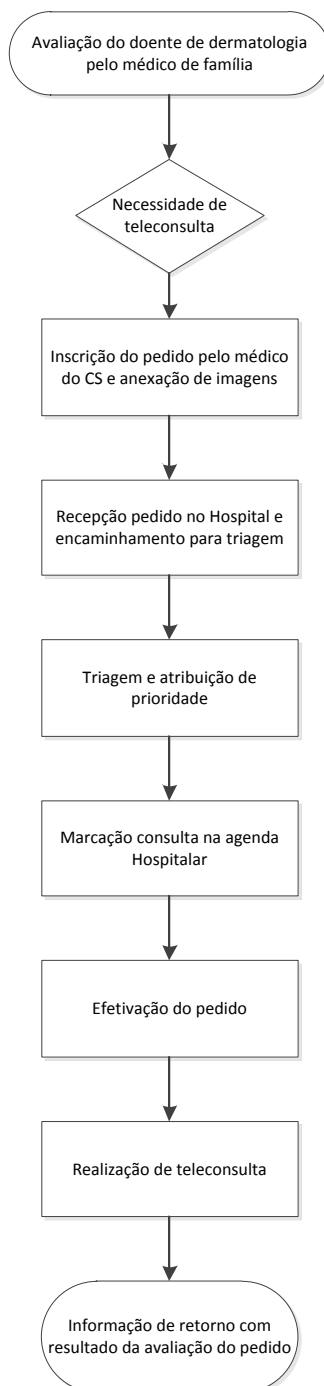 Avaliação do doente de dermatologia
pelo médico de família
Necessidade de
teleconsulta
Inscrição do pedido pelo médico
do CS e anexação de imagens
Recepção pedido no Hospital e
encaminhamento para triagem
Triagem e atribuição de
prioridade
Marcação consulta na agenda
Hospitalar
Efetivação do pedido
Realização de teleconsulta
Informação de retorno com
resultado da avaliação do pedido